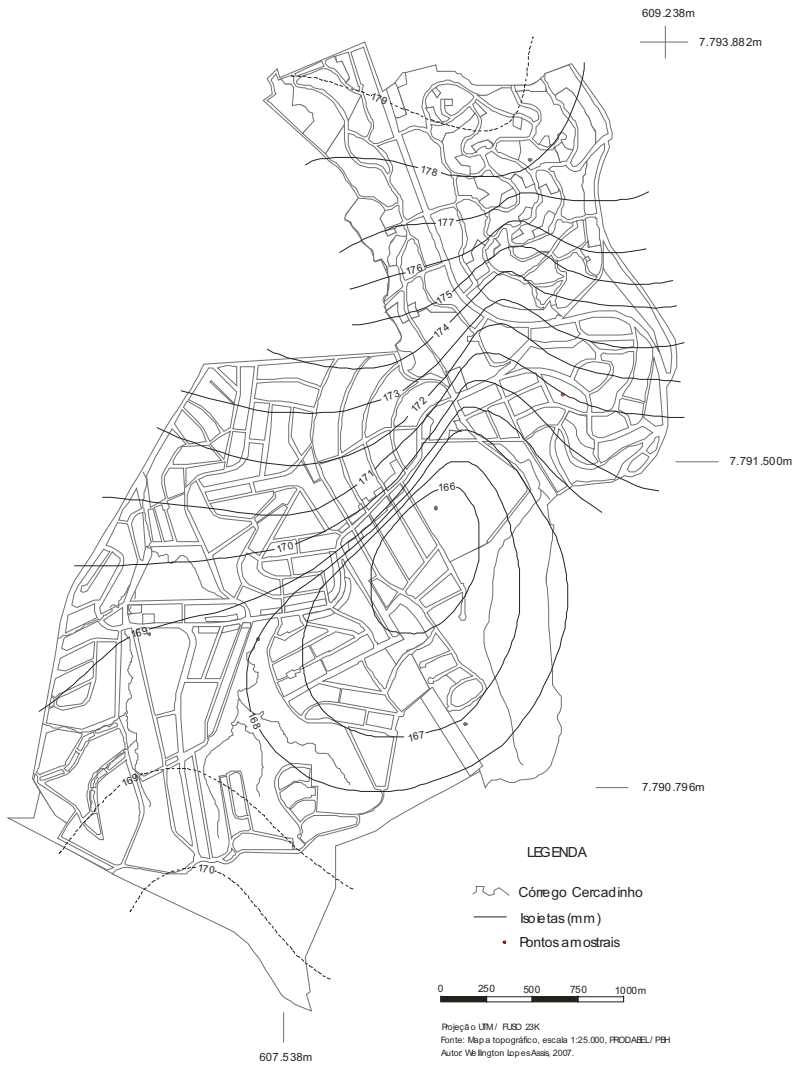 609.238m
7.793.882m
179
178
177
176
175
174
173
172
171
166
7.791.500m
170
169
168
167
7.790.796m
169
170
LEGENDA
Córrego Cercadinho
Isoietas (mm)
Pontos amostrais
0 250 500 750 1000m
Projeção UTM / FUSO 23K
Fonte: Mapa topográfico, escala 1:25.000, PRODABEL / PBH
Autor: Wellington Lopes Assis, 2007.
607.538m